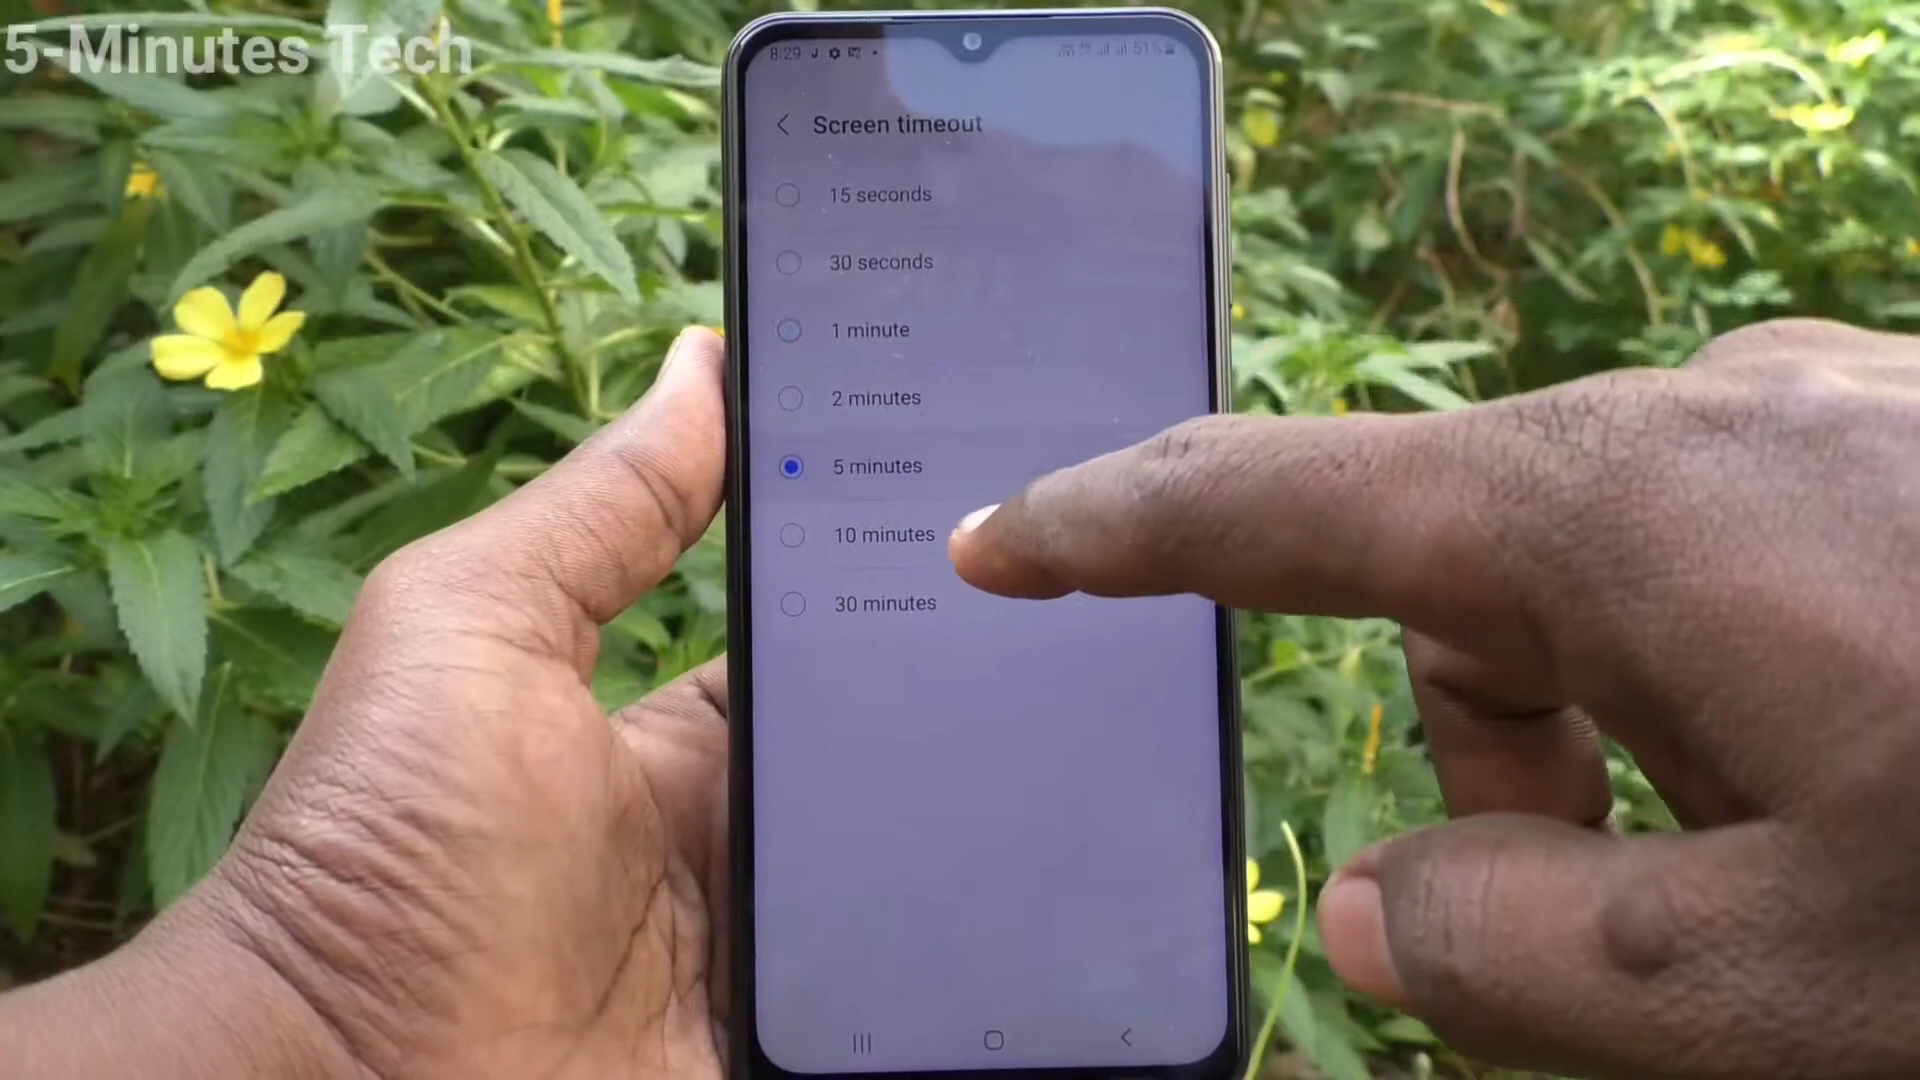 5-Minutes Tech
8:29
51%
Screen timeout
15 seconds
30 seconds
1 minute
2 minutes
5 minutes
10 minutes
30 minutes